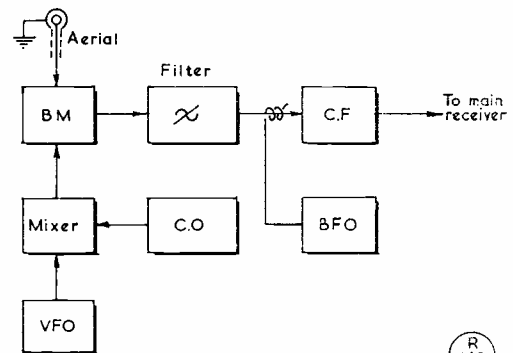 Aerial
Filter
BM
C.F
To main
receiver
Mixer
C.O
BFO
VFO
R